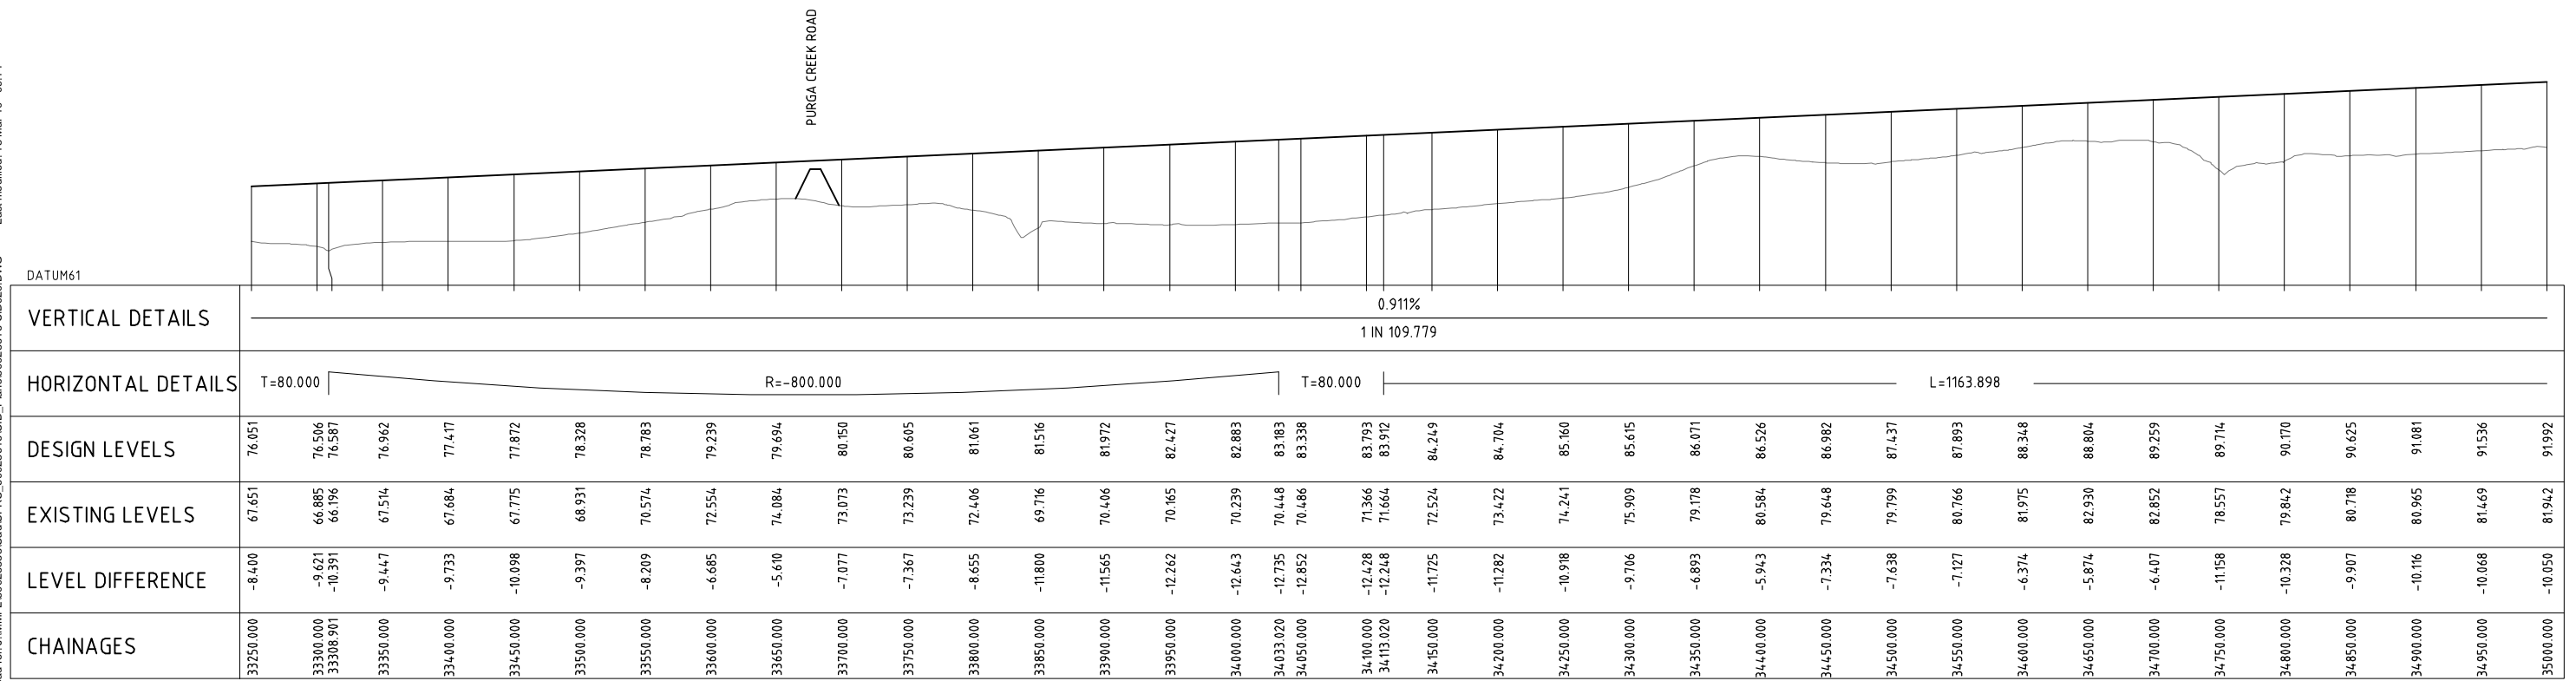 PURGA CREEK ROAD
DATUM61
VERTICAL DETAILS
0.911%
1 IN 109.779
HORIZONTAL DETAILS T=80.000 R=-800.000 T=80.000 L=1163.898
DESIGN LEVELS 76.051 76.506 76.587 76.962 77.417 77.872 78.328 78.783 79.239 79.694 80.150 80.605 81.061 81.516 81.972 82.427 82.883 83.183 83.338 83.793 83.912 84.249 84.704 85.160 85.615 86.071 86.526 86.982 87.437 87.893 88.348 88.804 89.259 89.714 90.170 90.625 91.081 91.536 91.992
EXISTING LEVELS 67.651 66.885 66.196 67.514 67.684 67.775 68.931 70.574 72.554 74.084 73.073 73.239 72.406 69.716 70.406 70.165 70.239 70.448 70.486 71.366 71.664 72.524 73.422 74.241 75.909 79.178 80.584 79.648 79.799 80.766 81.975 82.930 82.852 78.557 79.842 80.718 80.965 81.469 81.942
LEVEL DIFFERENCE -8.400 -9.621 -10.391 -9.447 -9.733 -10.098 -9.397 -8.209 -6.685 -5.610 -7.077 -7.367 -8.655 -11.800 -11.565 -12.262 -12.643 -12.735 -12.852 -12.428 -12.248 -11.725 -11.282 -10.918 -9.706 -6.893 -5.943 -7.334 -7.638 -7.127 -6.374 -5.874 -6.407 -11.158 -10.328 -9.907 -10.116 -10.068 -10.050
CHAINAGES 33250.000 33300.000 33308.901 33350.000 33400.000 33450.000 33500.000 33550.000 33600.000 33650.000 33700.000 33750.000 33800.000 33850.000 33900.000 33950.000 34000.000 34033.020 34050.000 34100.000 34113.020 34150.000 34200.000 34250.000 34300.000 34350.000 34400.000 34450.000 34500.000 34550.000 34600.000 34650.000 34700.000 34750.000 34800.000 34850.000 34900.000 34950.000 35000.000